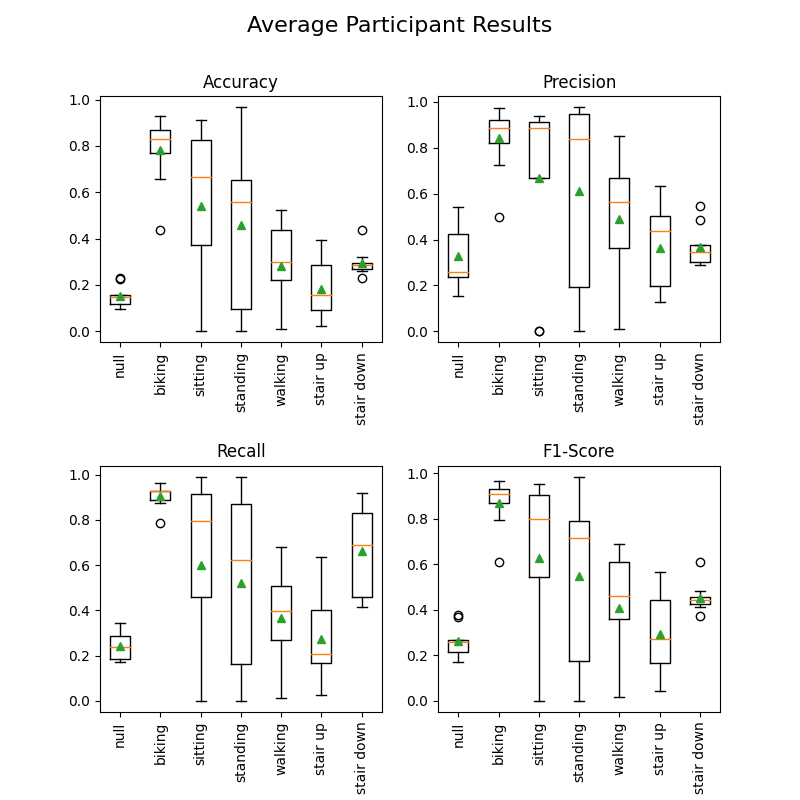 Average Participant Results
Accuracy
1.0
0.8
0.6
0.4
0.2
0.0
null
biking
sitting
standing
walking
stair up
stair down
Precision
1.0
0.8
0.6
0.4
0.2
0.0
null
biking
sitting
standing
walking
stair up
stair down
Recall
1.0
0.8
0.6
0.4
0.2
0.0
null
biking
sitting
standing
walking
stair up
stair down
F1-Score
1.0
0.8
0.6
0.4
0.2
0.0
null
biking
sitting
standing
walking
stair up
stair down